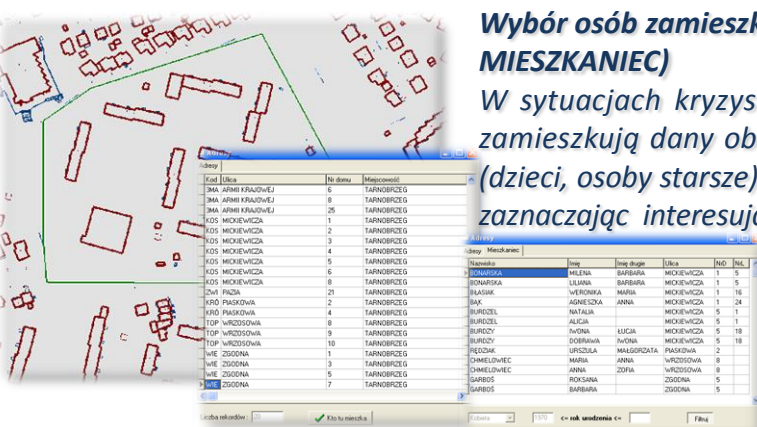 Wybór osób zamieszk
MIESZKANIEC)
W sytuacjach kryzys
zamieszkują dany ob
(dzieci, osoby starsze)
zaznaczając interesują
Adresy
Kod Ulica Nr domu Miejscowość
JMA ARMII KRAJOWEJ 6 TARNOBRZEG
JMA ARMII KRAJOWEJ 8 TARNOBRZEG
JMA ARMII KRAJOWEJ 25 TARNOBRZEG
KOS MICKIEWICZA 1 TARNOBRZEG
KOS MICKIEWICZA 2 TARNOBRZEG
KOS MICKIEWICZA 3 TARNOBRZEG
KOS MICKIEWICZA 4 TARNOBRZEG
KOS MICKIEWICZA 5 TARNOBRZEG
KOS MICKIEWICZA 6 TARNOBRZEG
KOS MICKIEWICZA 8 TARNOBRZEG
ZWI PAZIA 21 TARNOBRZEG
KRÓ PIASKOWA 2 TARNOBRZEG
KRÓ PIASKOWA 4 TARNOBRZEG
TOP WRZOSOWA 8 TARNOBRZEG
TOP WRZOSOWA 9 TARNOBRZEG
TOP WRZOSOWA 10 TARNOBRZEG
WIE ZGODNA 1 TARNOBRZEG
WIE ZGODNA 3 TARNOBRZEG
WIE ZGODNA 5 TARNOBRZEG
WIE ZGODNA 7 TARNOBRZEG
Liczba rekordów : 20 Kto tu mieszka
Adresy
Adresy Mieszkaniec
Nazwisko Imię Imię drugie Ulica NrD NrL
BONARSKA MILENA BARBARA MICKIEWICZA 1 5
BONARSKA LILIANA BARBARA MICKIEWICZA 1 5
BŁASIAK WERONIKA MARIA MICKIEWICZA 1 16
BĄK AGNIESZKA ANNA MICKIEWICZA 1 24
BURDZEL NATALIA MICKIEWICZA 5 1
BURDZEL ALICJA MICKIEWICZA 5 1
BURDZY IWONA ŁUCJA MICKIEWICZA 5 18
BURDZY DOBRAWA IWONA MICKIEWICZA 5 18
RĘDZIAK URSZULA MAŁGORZATA PIASKOWA 2
CHMIELOWIEC MARIA ANNA WRZOSOWA 8
CHMIELOWIEC ANNA ZOFIA WRZOSOWA 8
GARBOŚ ROKSANA ZGODNA 5
GARBOŚ BARBARA ZGODNA 5
Kobieta 1970 <= rok urodzenia <= Filtruj